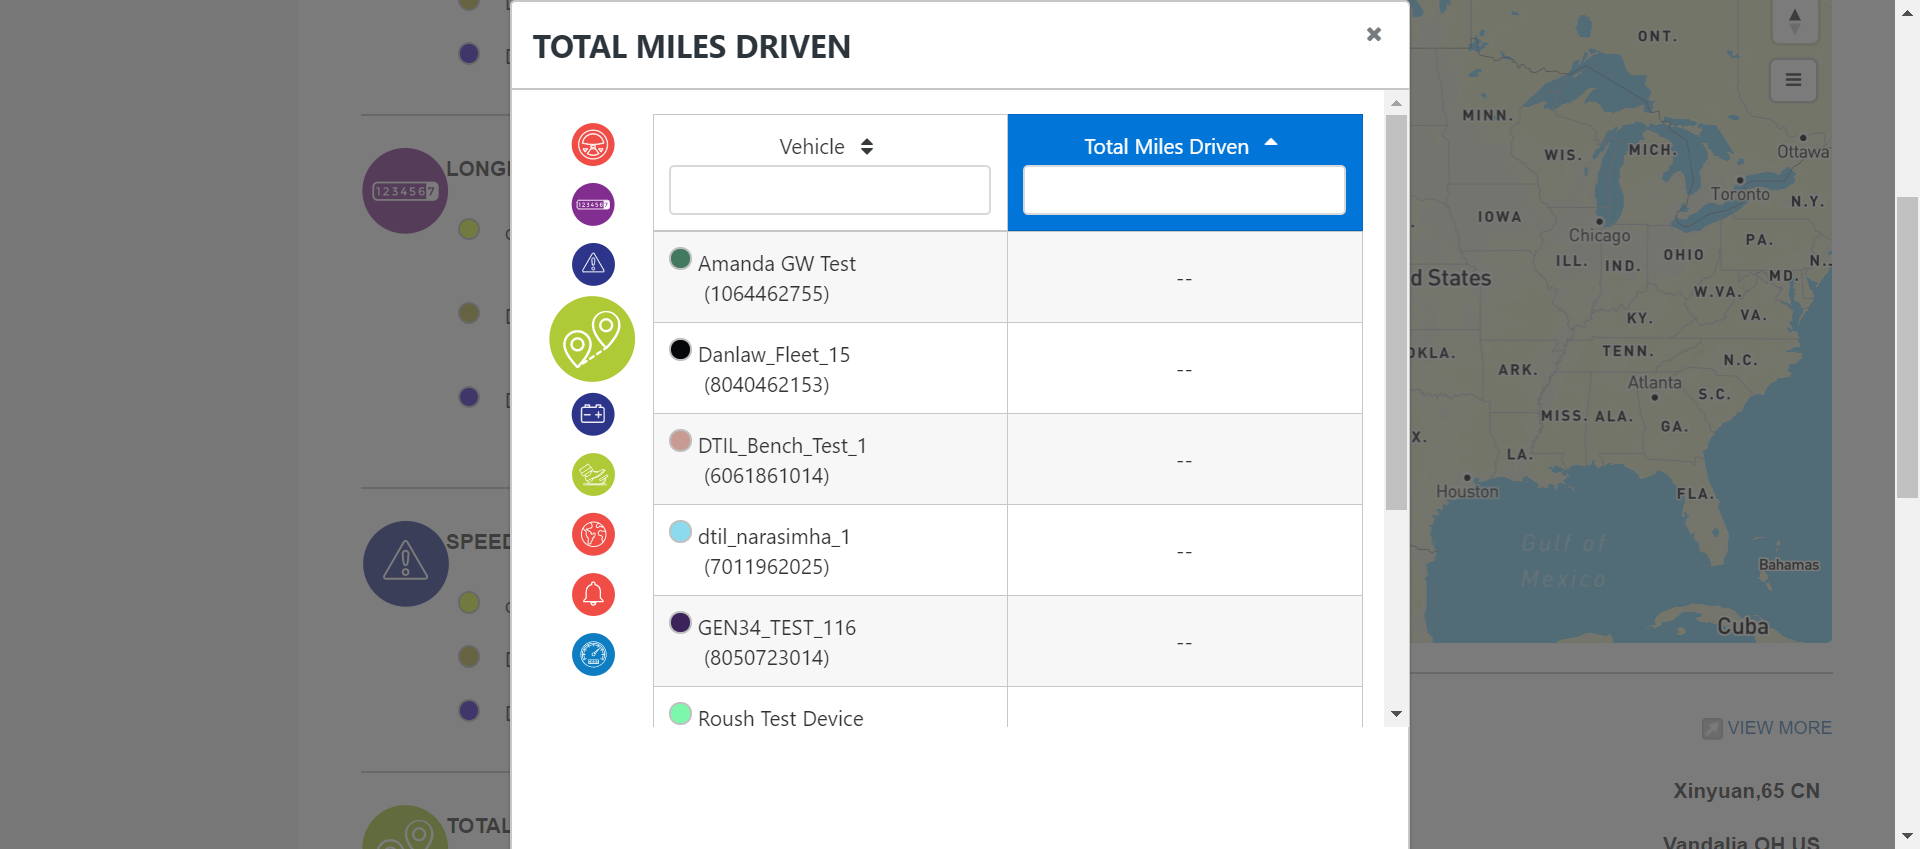 TOTAL MILES DRIVEN
Vehicle
Total Miles Driven
Amanda GW Test
(1064462755)
--
Danlaw_Fleet_15
(8040462153)
--
DTIL_Bench_Test_1
(6061861014)
--
dtil_narasimha_1
(7011962025)
--
GEN34_TEST_116
(8050723014)
--
Roush Test Device
1234567
LONG
1234567
SPEED
TOTAL
ONT.
MINN.
WIS.
MICH.
Ottawa
Toronto
N.Y.
IOWA
Chicago
PA.
OHIO
ILL.
IND.
MD.
N..
d States
W.VA.
KY.
VA.
OKLA.
TENN.
N.C.
ARK.
Atlanta
S.C.
MISS.
ALA.
GA.
X.
LA.
Houston
FLA.
Gulf of
Mexico
Bahamas
Cuba
VIEW MORE
Xinyuan,65 CN
Vandalia,OH US